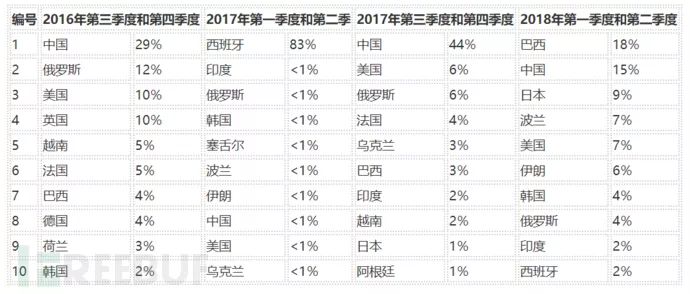 编号 2016年第三季度和第四季度 2017年第一季度和第二季 2017年第三季度和第四季度 2018年第一季度和第二季度
1 中国 29% 西班牙 83% 中国 44% 巴西 18%
2 俄罗斯 12% 印度 <1% 美国 6% 中国 15%
3 美国 10% 俄罗斯 <1% 俄罗斯 6% 日本 9%
4 英国 10% 韩国 <1% 法国 4% 波兰 7%
5 越南 5% 塞舌尔 <1% 乌克兰 3% 美国 7%
6 法国 5% 波兰 <1% 巴西 3% 伊朗 6%
7 巴西 4% 伊朗 <1% 印度 2% 韩国 4%
8 德国 4% 中国 <1% 越南 2% 俄罗斯 4%
9 荷兰 3% 美国 <1% 日本 1% 印度 2%
10 韩国 2% 乌克兰 <1% 阿根廷 1% 西班牙 2%
REEBUF